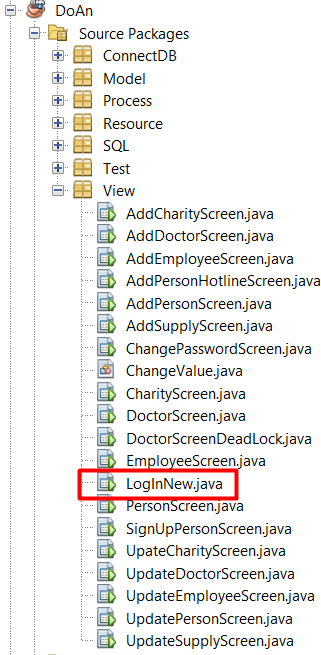 DoAn
Source Packages
ConnectDB
Model
Process
Resource
SQL
Test
View
AddCharityScreen.java
AddDoctorScreen.java
AddEmployeeScreen.java
AddPersonHotlineScreen.java
AddPersonScreen.java
AddSupplyScreen.java
ChangePasswordScreen.java
ChangeValue.java
CharityScreen.java
DoctorScreen.java
DoctorScreenDeadLock.java
EmployeeScreen.java
LogInNew.java
PersonScreen.java
SignUpPersonScreen.java
UpateCharityScreen.java
UpdateDoctorScreen.java
UpdateEmployeeScreen.java
UpdatePersonScreen.java
UpdateSupplyScreen.java